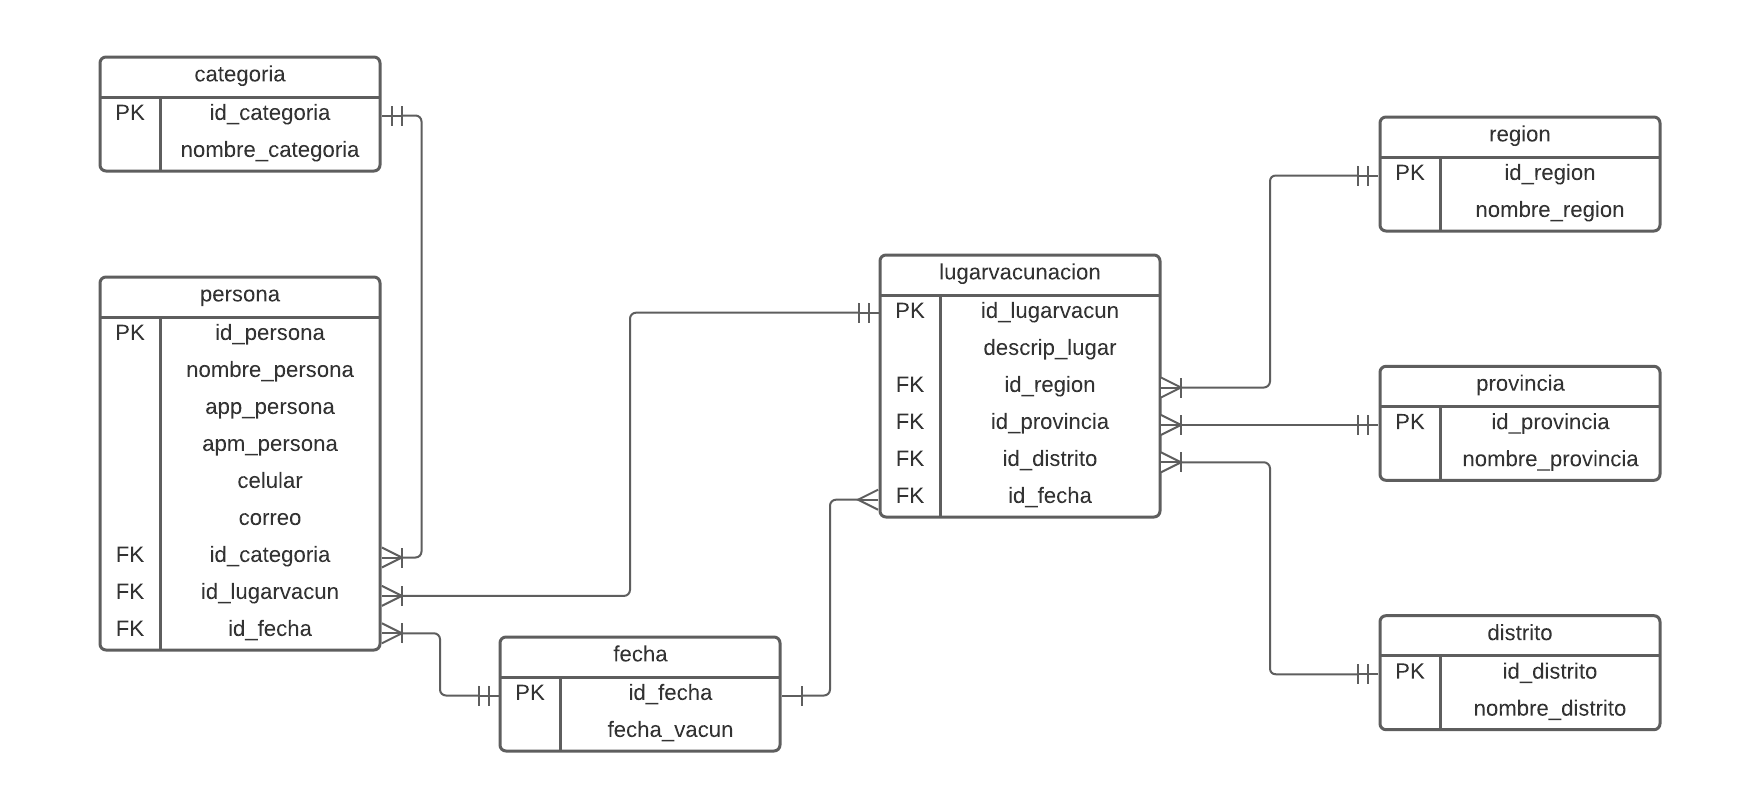 categoria
PK id_categoria
nombre_categoria
persona
PK id_persona
nombre_persona
app_persona
apm_persona
celular
correo
FK id_categoria
FK id_lugarvacun
FK id_fecha
fecha
PK id_fecha
fecha_vacun
lugarvacunacion
PK id_lugarvacun
descrip_lugar
FK id_region
FK id_provincia
FK id_distrito
FK id_fecha
region
PK id_region
nombre_region
provincia
PK id_provincia
nombre_provincia
distrito
PK id_distrito
nombre_distrito